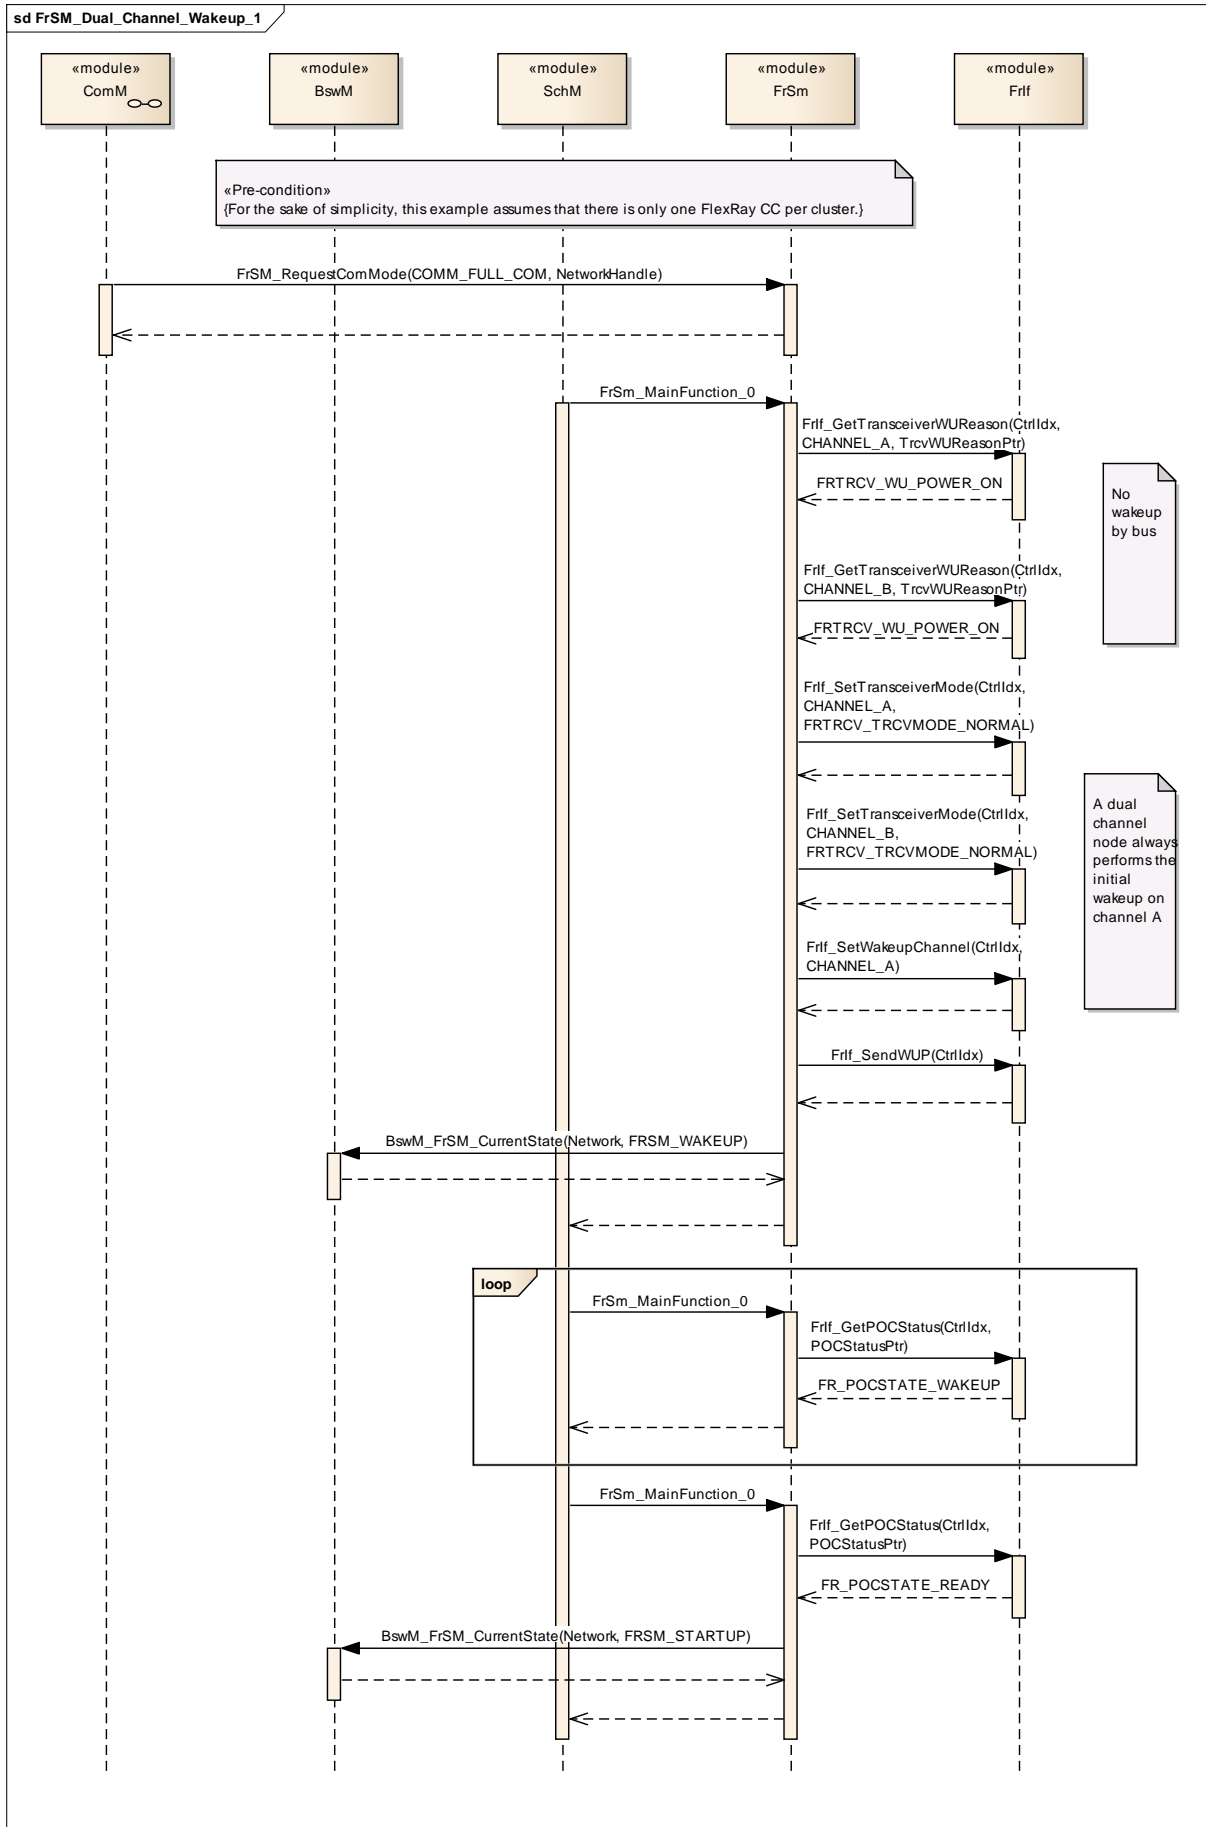 sd FrSM_Dual_Channel_Wakeup_1
«module»
ComM
«module»
BswM
«module»
SchM
«module»
FrSm
«module»
FrIf
«Pre-condition»
{For the sake of simplicity, this example assumes that there is only one FlexRay CC per cluster.}
FrSM_RequestComMode(COMM_FULL_COM, NetworkHandle)
FrSm_MainFunction_0
FrIf_GetTransceiverWUReason(CtrlIdx,
CHANNEL_A, TrcvWUReasonPtr)
FRTRCV_WU_POWER_ON
No
wakeup
by bus
FrIf_GetTransceiverWUReason(CtrlIdx,
CHANNEL_B, TrcvWUReasonPtr)
FRTRCV_WU_POWER_ON
FrIf_SetTransceiverMode(CtrlIdx,
CHANNEL_A,
FRTRCV_TRCVMODE_NORMAL)
A dual
channel
node always
performs the
initial
wakeup on
channel A
FrIf_SetTransceiverMode(CtrlIdx,
CHANNEL_B,
FRTRCV_TRCVMODE_NORMAL)
FrIf_SetWakeupChannel(CtrlIdx,
CHANNEL_A)
FrIf_SendWUP(CtrlIdx)
BswM_FrSM_CurrentState(Network, FRSM_WAKEUP)
loop
FrSm_MainFunction_0
FrIf_GetPOCStatus(CtrlIdx,
POCStatusPtr)
FR_POCSTATE_WAKEUP
FrSm_MainFunction_0
FrIf_GetPOCStatus(CtrlIdx,
POCStatusPtr)
FR_POCSTATE_READY
BswM_FrSM_CurrentState(Network, FRSM_STARTUP)